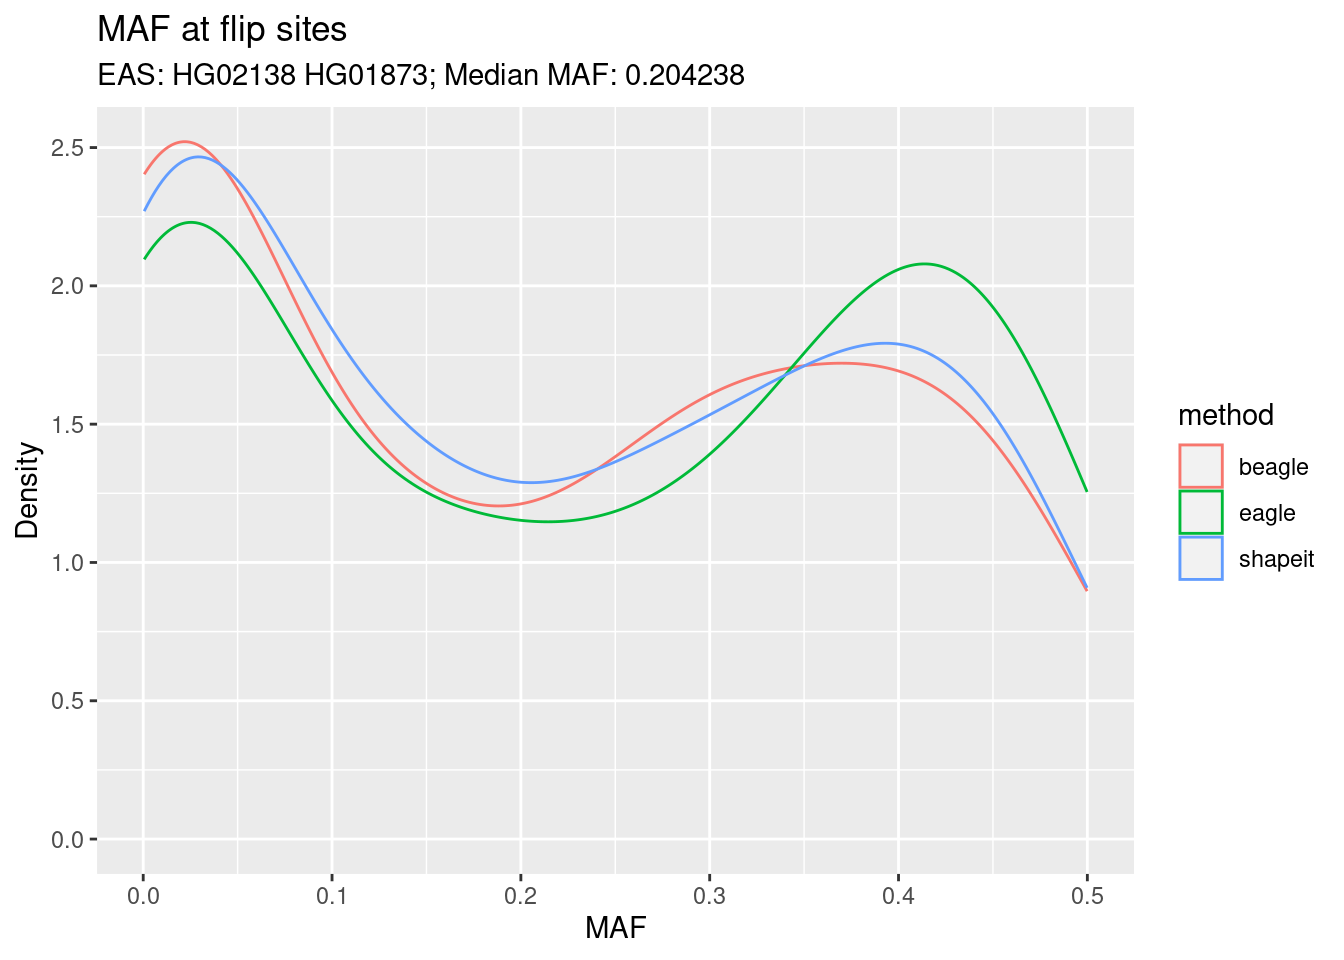 MAF at flip sites
EAS: HG02138 HG01873; Median MAF: 0.204238
2.5
2.0
1.5
1.0
0.5
0.0
Density
0.0 0.1 0.2 0.3 0.4 0.5
MAF
method
beagle
eagle
shapeit